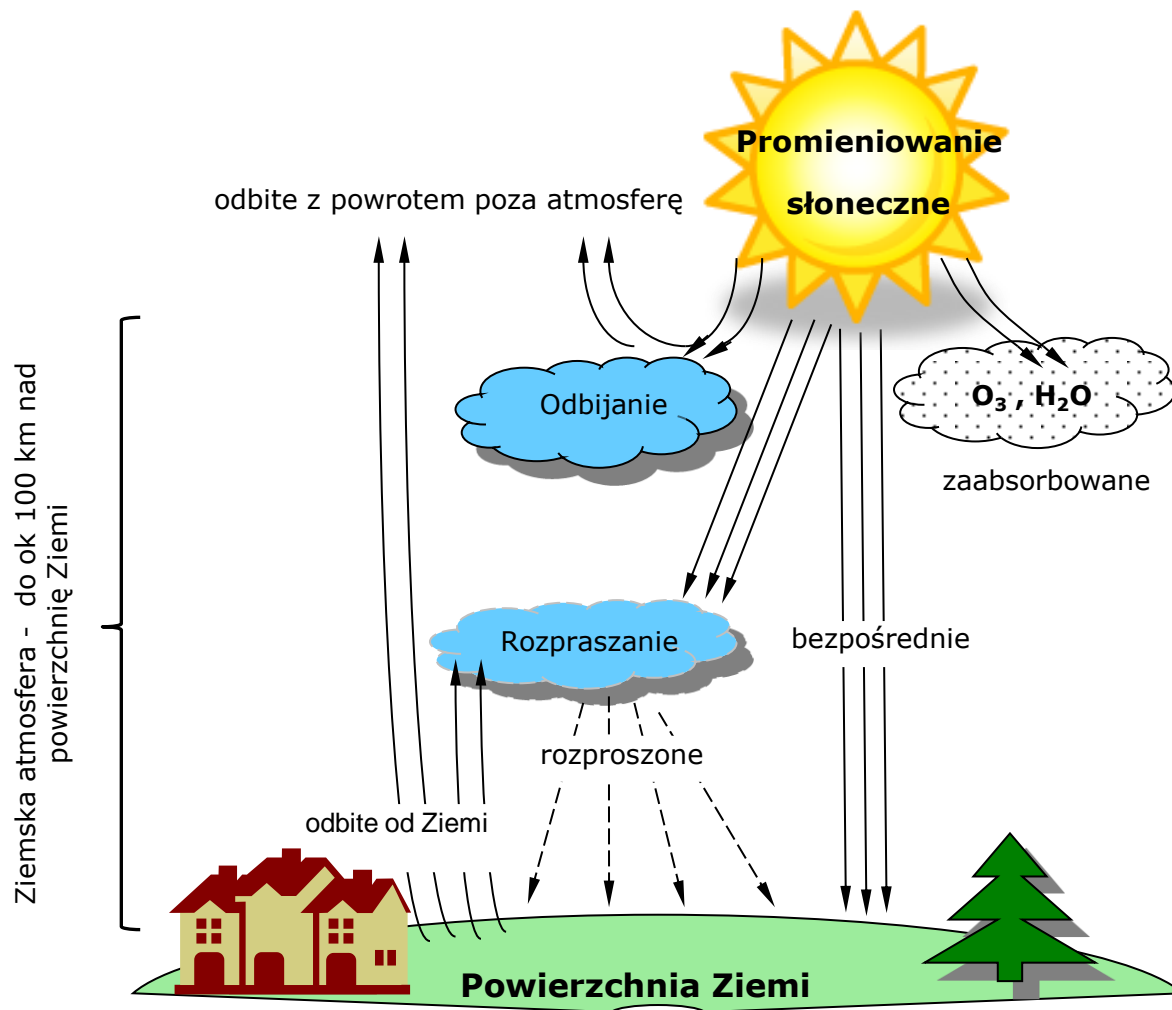 Promieniowanie
słoneczne
odbite z powrotem poza atmosferę
Odbijanie
O₃ , H₂O
zaabsorbowane
Ziemska atmosfera - do ok 100 km nad
powierzchnię Ziemi
Rozpraszanie
bezpośrednie
rozproszone
odbite od Ziemi
Powierzchnia Ziemi